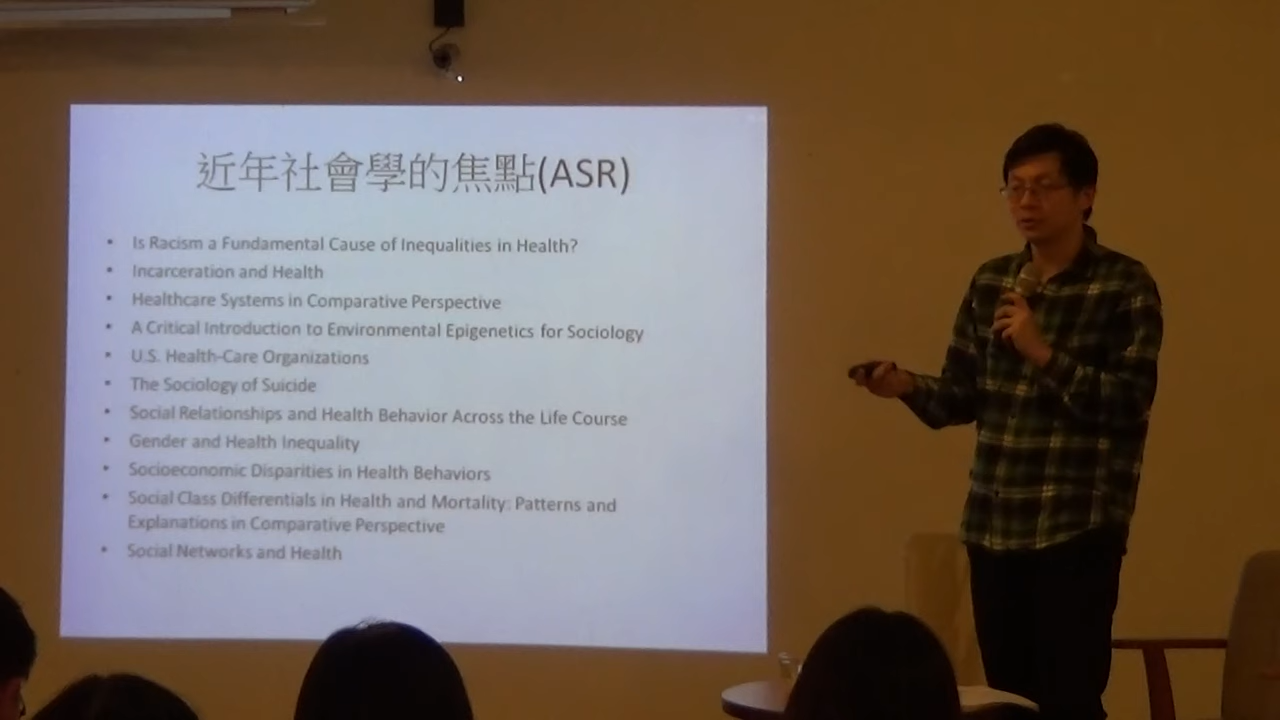 近年社會學的焦點(ASR)
• Is Racism a Fundamental Cause of Inequalities in Health?
• Incarceration and Health
• Healthcare Systems in Comparative Perspective
• A Critical Introduction to Environmental Epigenetics for Sociology
• U.S. Health-Care Organizations
• The Sociology of Suicide
• Social Relationships and Health Behavior Across the Life Course
• Gender and Health Inequality
• Socioeconomic Disparities in Health Behaviors
• Social Class Differentials in Health and Mortality: Patterns and
Explanations in Comparative Perspective
• Social Networks and Health